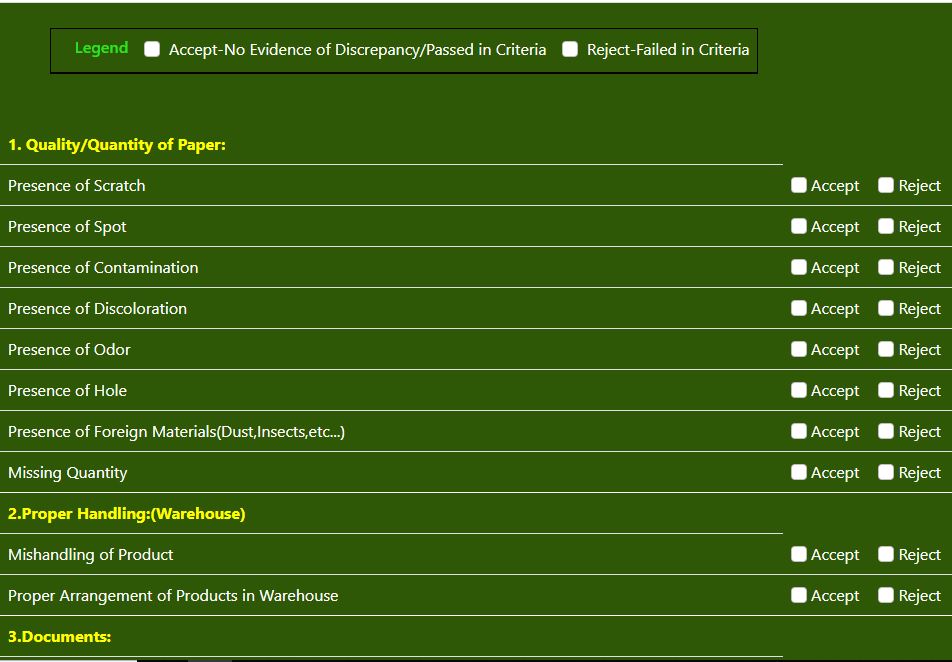 Legend Accept-No Evidence of Discrepancy/Passed in Criteria Reject-Failed in Criteria
1. Quality/Quantity of Paper:
Presence of Scratch Accept Reject
Presence of Spot Accept Reject
Presence of Contamination Accept Reject
Presence of Discoloration Accept Reject
Presence of Odor Accept Reject
Presence of Hole Accept Reject
Presence of Foreign Materials(Dust,Insects,etc...) Accept Reject
Missing Quantity Accept Reject
2.Proper Handling:(Warehouse)
Mishandling of Product Accept Reject
Proper Arrangement of Products in Warehouse Accept Reject
3.Documents: